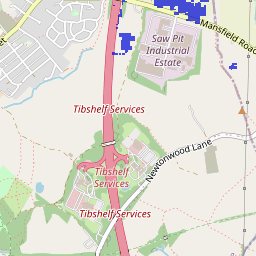 Mansfield Road
Saw Pit
Industrial
Estate
Tibshelf Services
Newtonwood Lane
Tibshelf
Services
Tibshelf Services